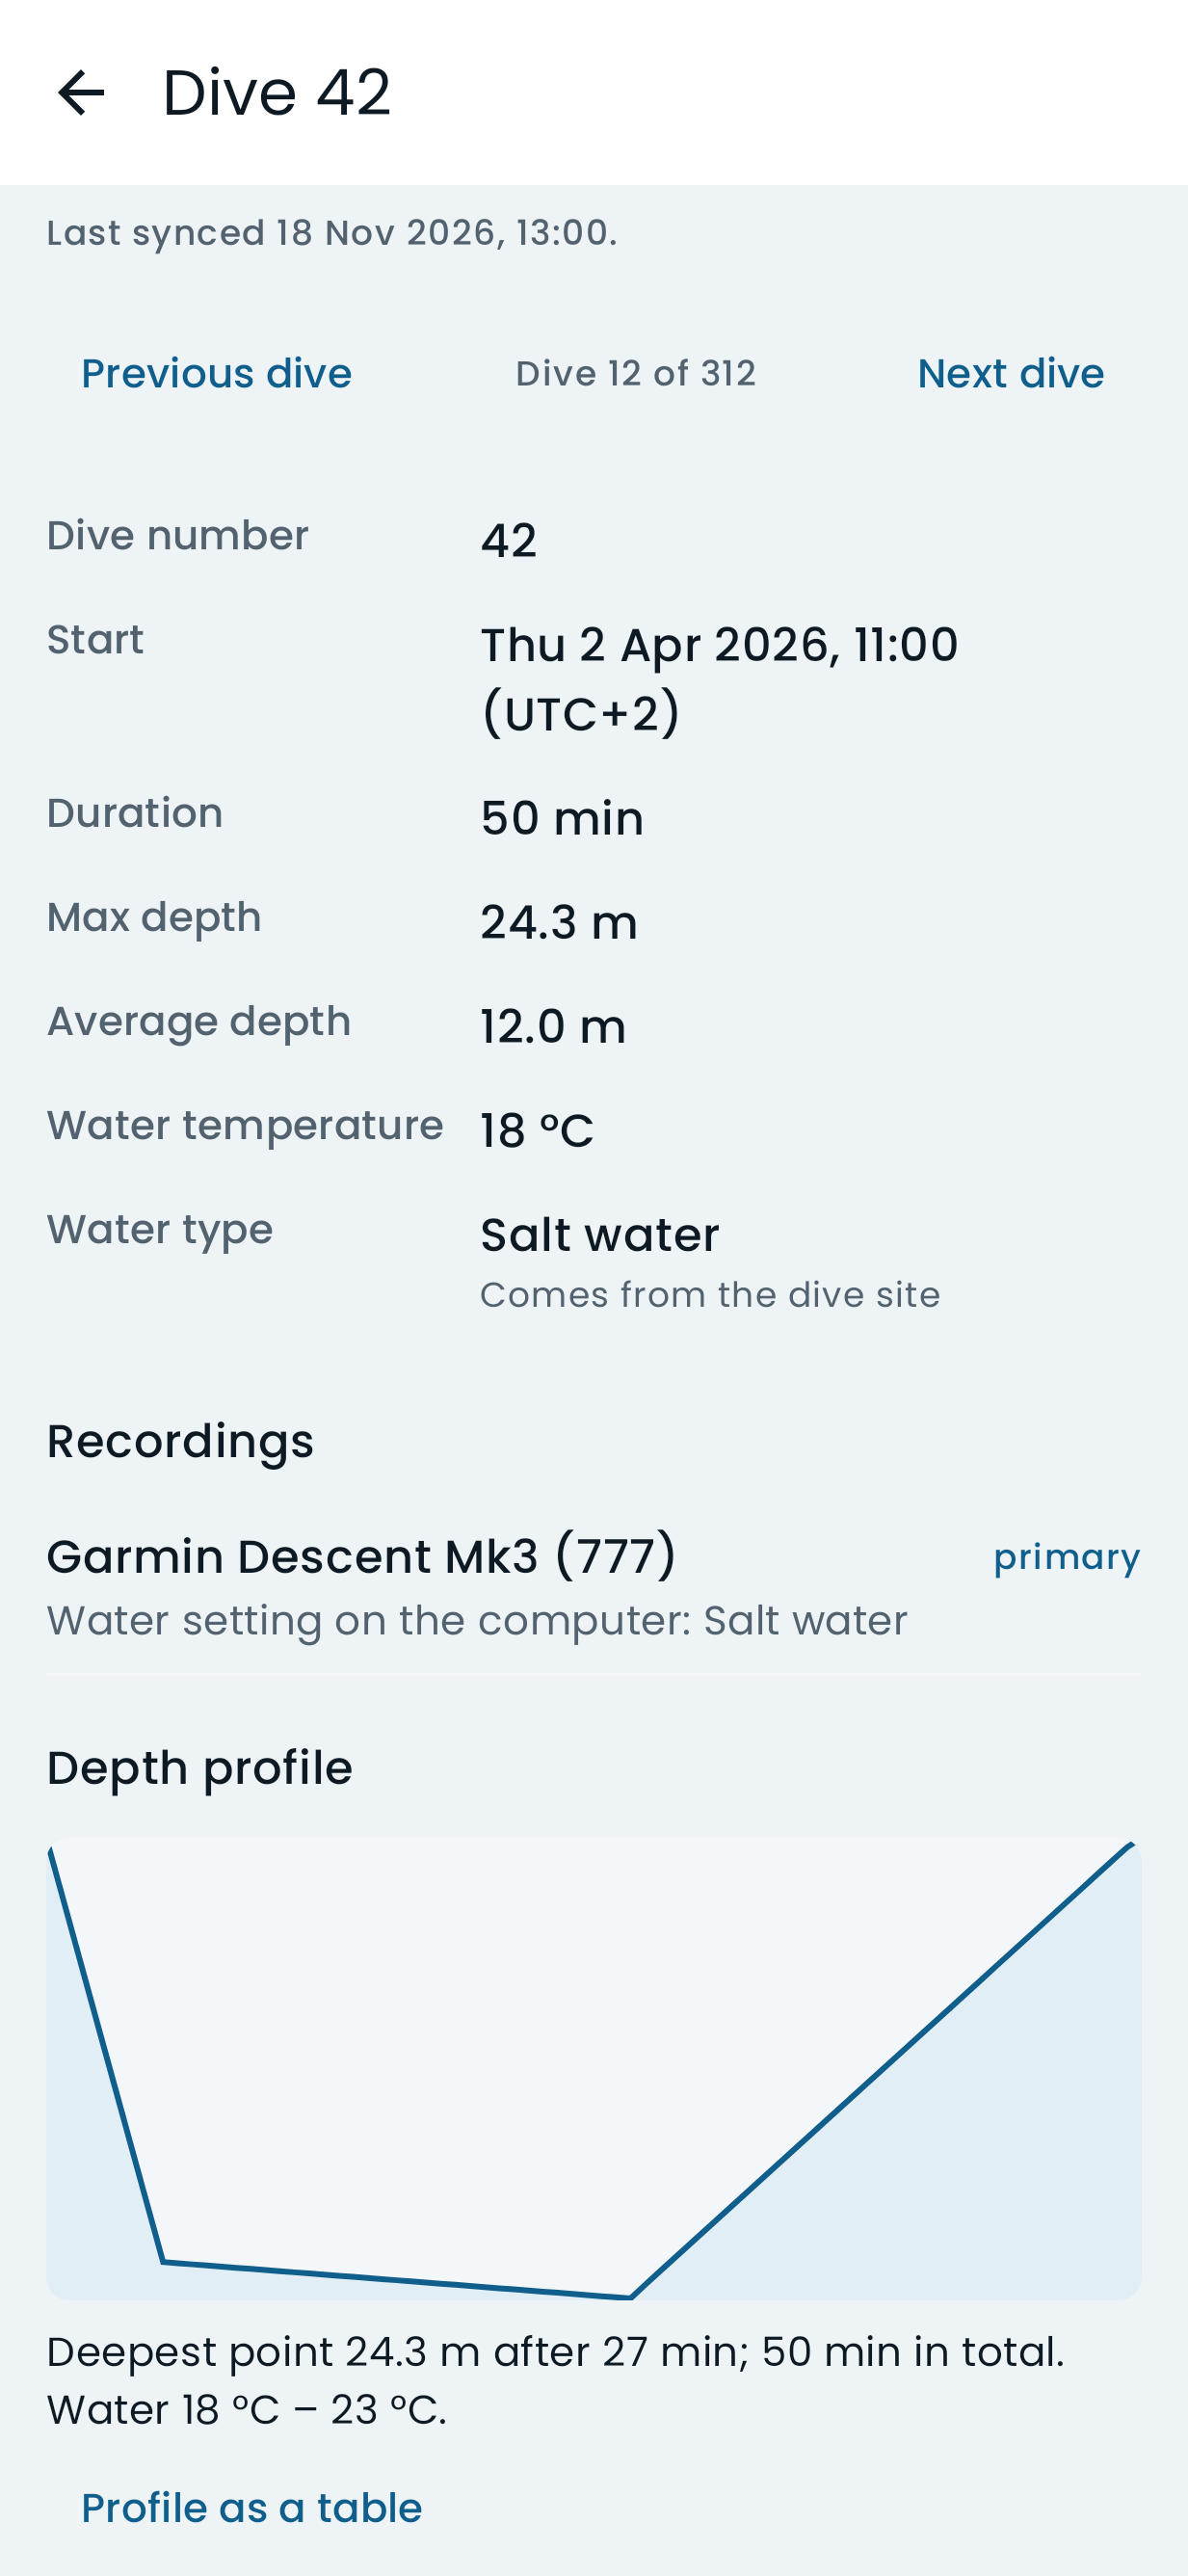 Dive 42
Last synced 18 Nov 2026, 13:00.
Previous dive
Dive 12 of 312
Next dive
Dive number
42
Start
Thu 2 Apr 2026, 11:00
(UTC+2)
Duration
50 min
Max depth
24.3 m
Average depth
12.0 m
Water temperature
18 °C
Water type
Salt water
Comes from the dive site
Recordings
Garmin Descent Mk3 (777)
primary
Water setting on the computer: Salt water
Depth profile
Deepest point 24.3 m after 27 min; 50 min in total.
Water 18 °C – 23 °C.
Profile as a table